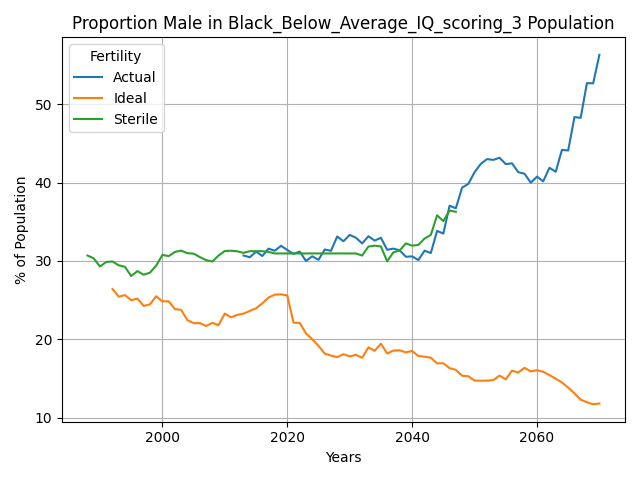 Proportion Male in Black_Below_Average_IQ_scoring_3 Population
Fertility
Actual
Ideal
Sterile
% of Population
50
40
30
20
10
2000 2020 2040 2060
Years